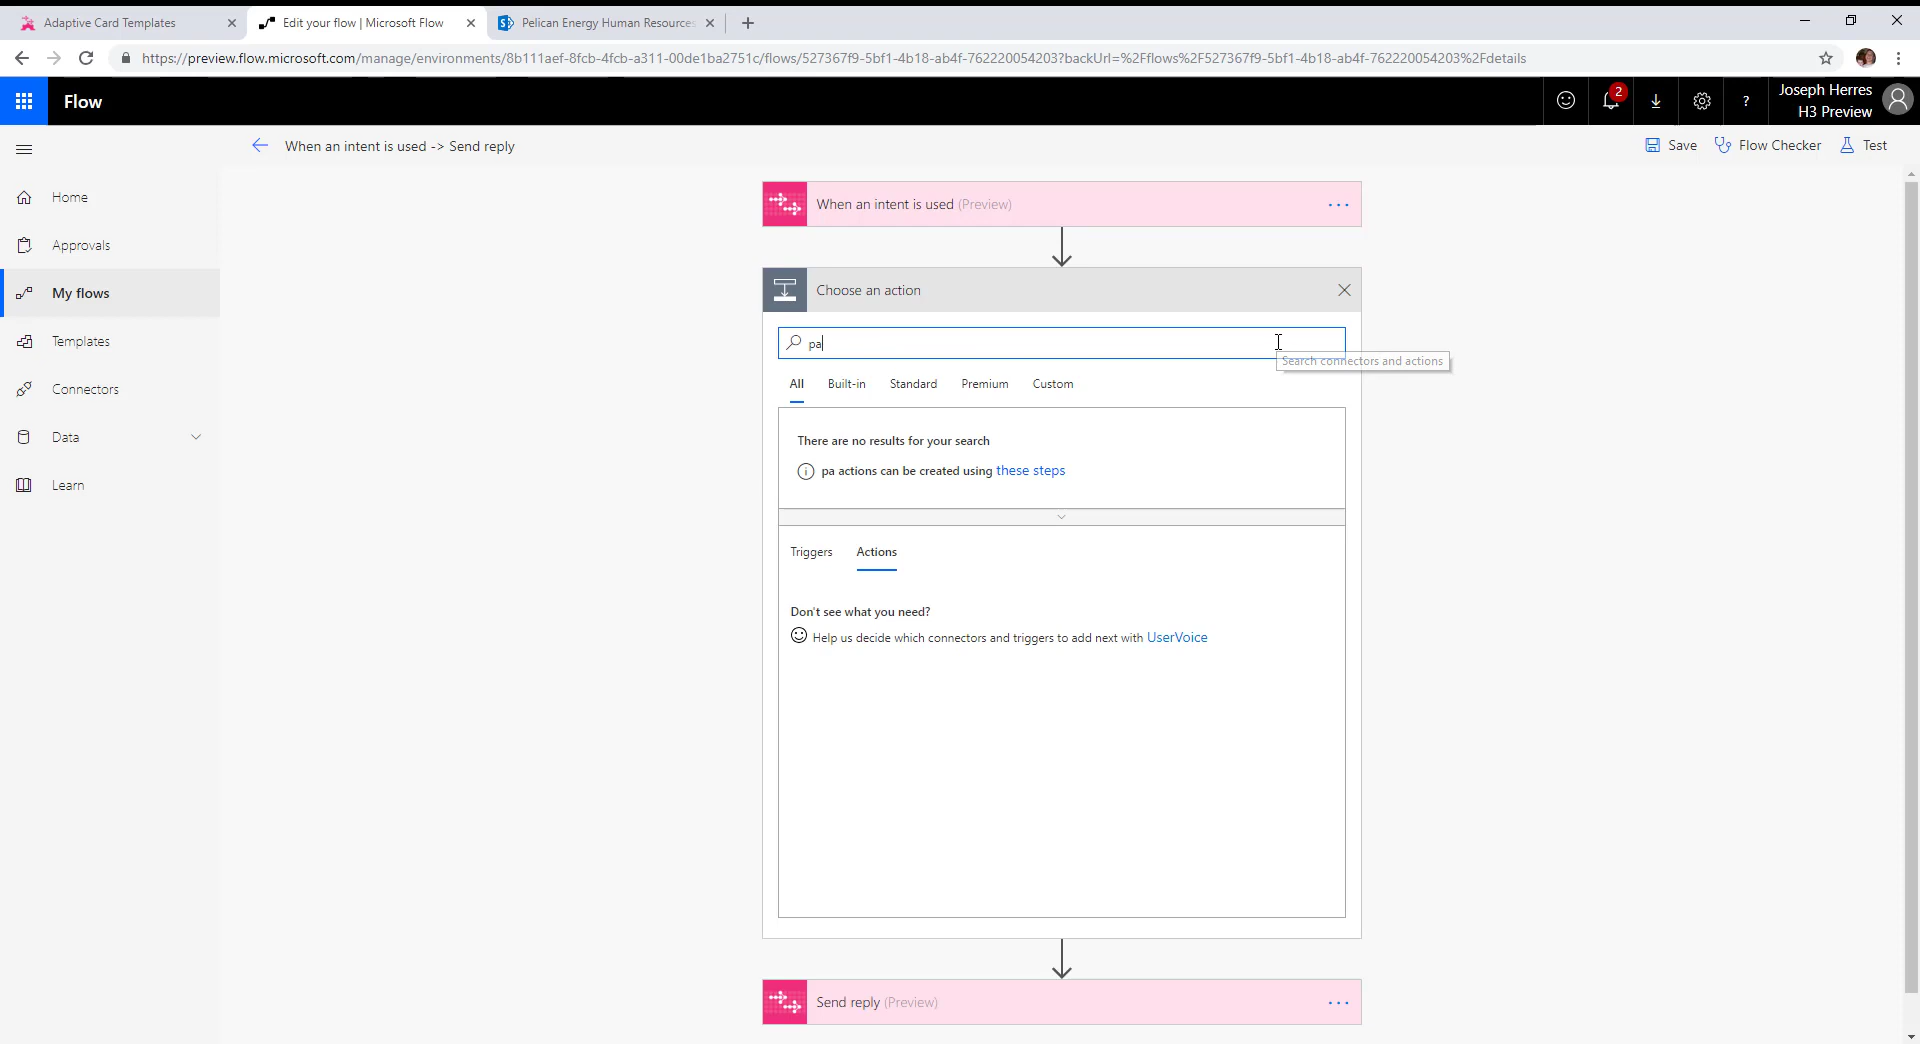 Adaptive Card Templates
Edit your flow | Microsoft Flow
Pelican Energy Human Resources
https://preview.flow.microsoft.com/manage/environments/8b111aef-8fcb-4fcb-a311-00de1ba2751c/flows/527367f9-5bf1-4b18-ab4f-762220054203?backUrl=%2Fflows%2F527367f9-5bf1-4b18-ab4f-762220054203%2Fdetails
Flow
2
?
Joseph Herres
H3 Preview
When an intent is used -> Send reply
Save
Flow Checker
Test
Home
Approvals
My flows
Templates
Connectors
Data
Learn
When an intent is used (Preview)
Choose an action
pa
Search connectors and actions
All Built-in Standard Premium Custom
There are no results for your search
pa actions can be created using these steps
Triggers Actions
Don't see what you need?
Help us decide which connectors and triggers to add next with UserVoice
Send reply (Preview)